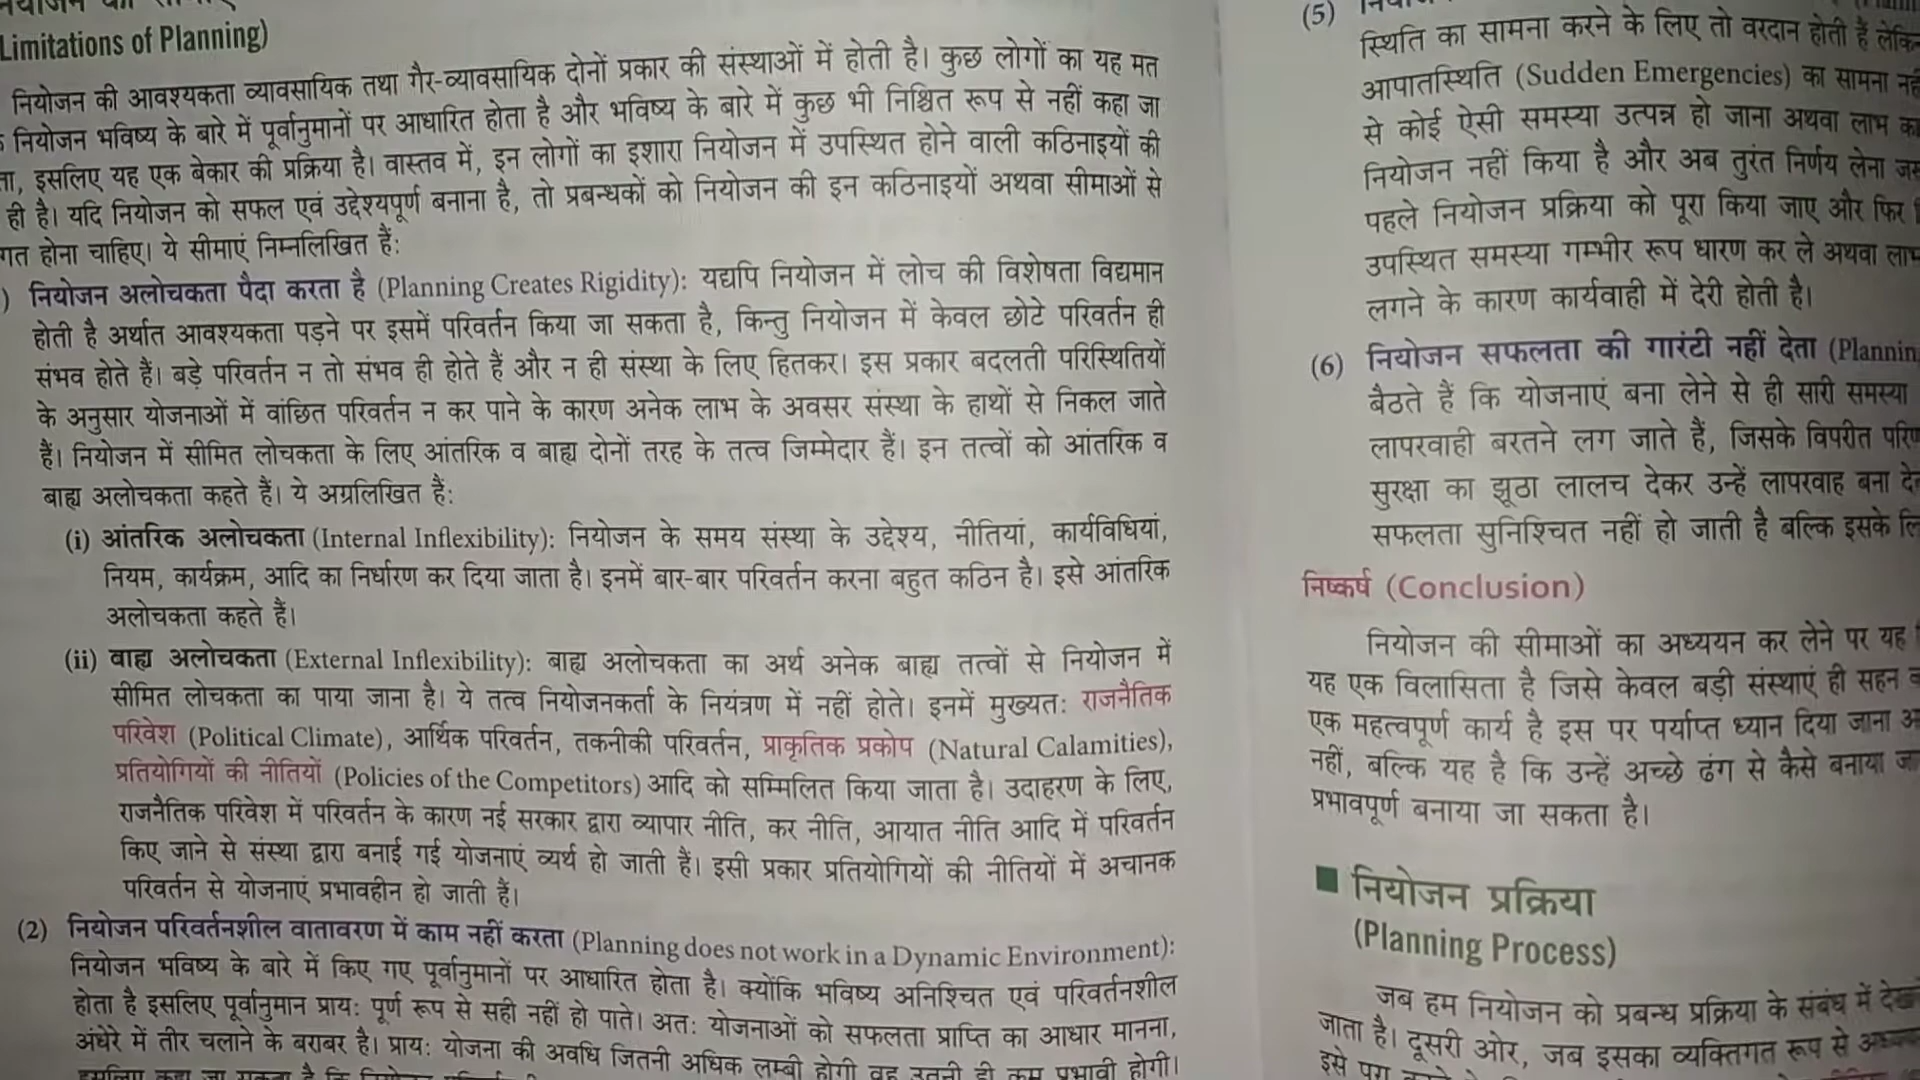 Limitations of Planning)
नियोजन की आवश्यकता व्यावसायिक तथा गैर-व्यावसायिक दोनों प्रकार की संस्थाओं में होती है। कुछ लोगों का यह मत
नियोजन भविष्य के बारे में पूर्वानुमानों पर आधारित होता है और भविष्य के बारे में कुछ भी निश्चित रूप से नहीं कहा जा
इसलिए यह एक बेकार की प्रक्रिया है। वास्तव में, इन लोगों का इशारा नियोजन में उपस्थित होने वाली कठिनाइयों की
ही है। यदि नियोजन को सफल एवं उद्देश्यपूर्ण बनाना है, तो प्रबन्धकों को नियोजन की इन कठिनाइयों अथवा सीमाओं से
गत होना चाहिए। ये सीमाएं निम्नलिखित हैं:
) नियोजन अलोचकता पैदा करता है (Planning Creates Rigidity): यद्यपि नियोजन में लोच की विशेषता विद्यमान
होती है अर्थात आवश्यकता पड़ने पर इसमें परिवर्तन किया जा सकता है, किन्तु नियोजन में केवल छोटे परिवर्तन ही
संभव होते हैं। बड़े परिवर्तन न तो संभव ही होते हैं और न ही संस्था के लिए हितकर। इस प्रकार बदलती परिस्थितियों
के अनुसार योजनाओं में वांछित परिवर्तन न कर पाने के कारण अनेक लाभ के अवसर संस्था के हाथों से निकल जाते
हैं। नियोजन में सीमित लोचकता के लिए आंतरिक व बाह्य दोनों तरह के तत्व जिम्मेदार हैं। इन तत्वों को आंतरिक व
बाह्य अलोचकता कहते हैं। ये अग्रलिखित हैं:
(i) आंतरिक अलोचकता (Internal Inflexibility): नियोजन के समय संस्था के उद्देश्य, नीतियां, कार्यविधियां,
नियम, कार्यक्रम, आदि का निर्धारण कर दिया जाता है। इनमें बार-बार परिवर्तन करना बहुत कठिन है। इसे आंतरिक
अलोचकता कहते हैं।
(ii) वाह्य अलोचकता (External Inflexibility): बाह्य अलोचकता का अर्थ अनेक बाह्य तत्वों से नियोजन में
सीमित लोचकता का पाया जाना है। ये तत्व नियोजनकर्ता के नियंत्रण में नहीं होते। इनमें मुख्यत: राजनैतिक
परिवेश (Political Climate), आर्थिक परिवर्तन, तकनीकी परिवर्तन, प्राकृतिक प्रकोप (Natural Calamities),
प्रतियोगियों की नीतियों (Policies of the Competitors) आदि को सम्मिलित किया जाता है। उदाहरण के लिए,
राजनैतिक परिवेश में परिवर्तन के कारण नई सरकार द्वारा व्यापार नीति, कर नीति, आयात नीति आदि में परिवर्तन
किए जाने से संस्था द्वारा बनाई गई योजनाएं व्यर्थ हो जाती हैं। इसी प्रकार प्रतियोगियों की नीतियों में अचानक
परिवर्तन से योजनाएं प्रभावहीन हो जाती हैं।
(2) नियोजन परिवर्तनशील वातावरण में काम नहीं करता (Planning does not work in a Dynamic Environment):
नियोजन भविष्य के बारे में किए गए पूर्वानुमानों पर आधारित होता है। क्योंकि भविष्य अनिश्चित एवं परिवर्तनशील
होता है इसलिए पूर्वानुमान प्राय: पूर्ण रूप से सही नहीं हो पाते। अत: योजनाओं को सफलता प्राप्ति का आधार मानना,
अंधेरे में तीर चलाने के बराबर है। प्राय: योजना की अवधि जितनी अधिक लम्बी होगी वह उतनी ही कम प्रभावी होगी।
(5)
स्थिति का सामना करने के लिए तो वरदान होती है
आपातस्थिति (Sudden Emergencies) का सामना
से कोई ऐसी समस्या उत्पन्न हो जाना अथवा लाभ
नियोजन नहीं किया है और अब तुरंत निर्णय लेना
पहले नियोजन प्रक्रिया को पूरा किया जाए और फिर
उपस्थित समस्या गम्भीर रूप धारण कर ले अथवा
लगने के कारण कार्यवाही में देरी होती है।
(6) नियोजन सफलता की गारंटी नहीं देता
बैठते हैं कि योजनाएं बना लेने से ही सारी समस्या
लापरवाही बरतने लग जाते हैं, जिसके विपरीत
सुरक्षा का झूठा लालच देकर उन्हें लापरवाह बना
सफलता सुनिश्चित नहीं हो जाती है बल्कि इसके
निष्कर्ष (Conclusion)
नियोजन की सीमाओं का अध्ययन कर लेने पर यह
यह एक विलासिता है जिसे केवल बड़ी संस्थाएं ही सहन
एक महत्वपूर्ण कार्य है इस पर पर्याप्त ध्यान दिया जाना
नहीं, बल्कि यह है कि उन्हें अच्छे ढंग से कैसे बनाया
प्रभावपूर्ण बनाया जा सकता है।
नियोजन प्रक्रिया
(Planning Process)
जब हम नियोजन को प्रबन्ध प्रक्रिया के संबंध में
जाता है। दूसरी ओर, जब इसका व्यक्तिगत रूप से
इसे